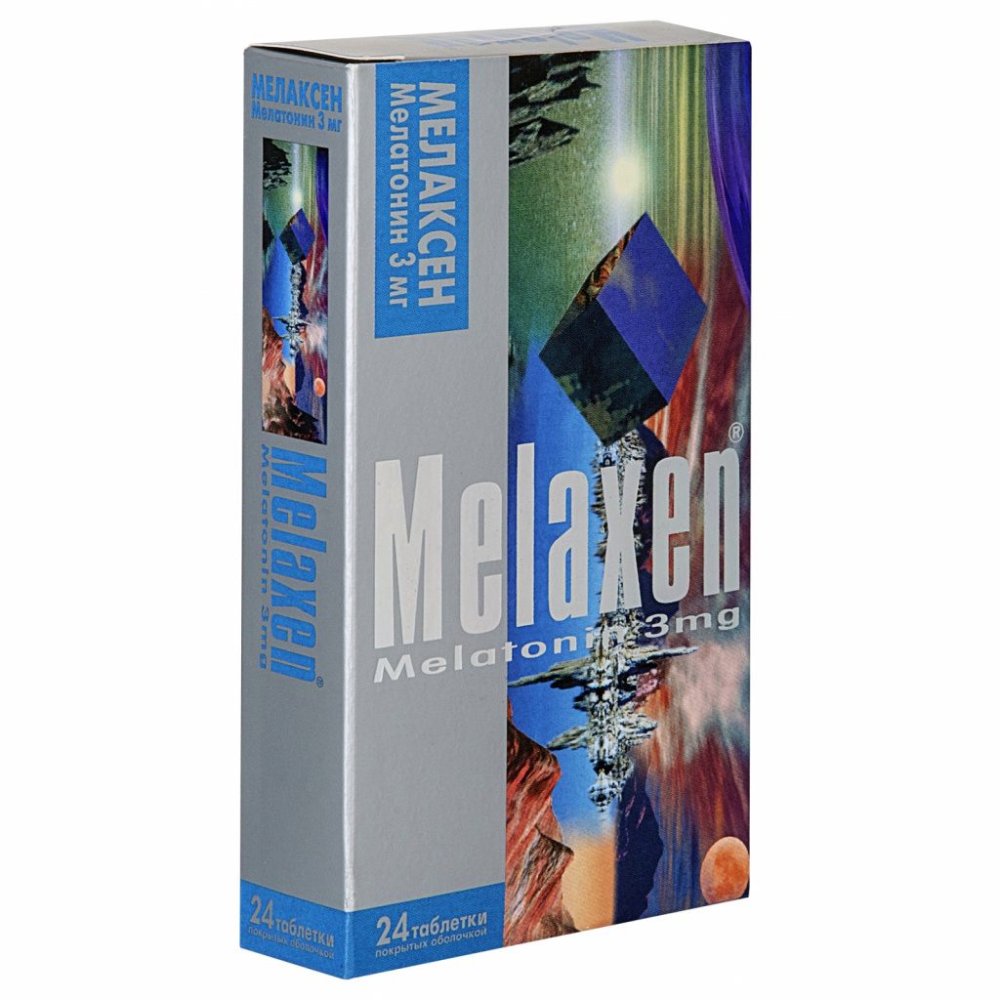 МЕЛАКСЕН
Мелатонин 3 мг
Melaxen®
Melatonin 3mg
24 таблетки
покрытых оболочкой
МЕЛАКСЕН
Мелатонин 3 мг
Melaxen®
Melatonin 3mg
24 таблетки
покрытых оболочкой